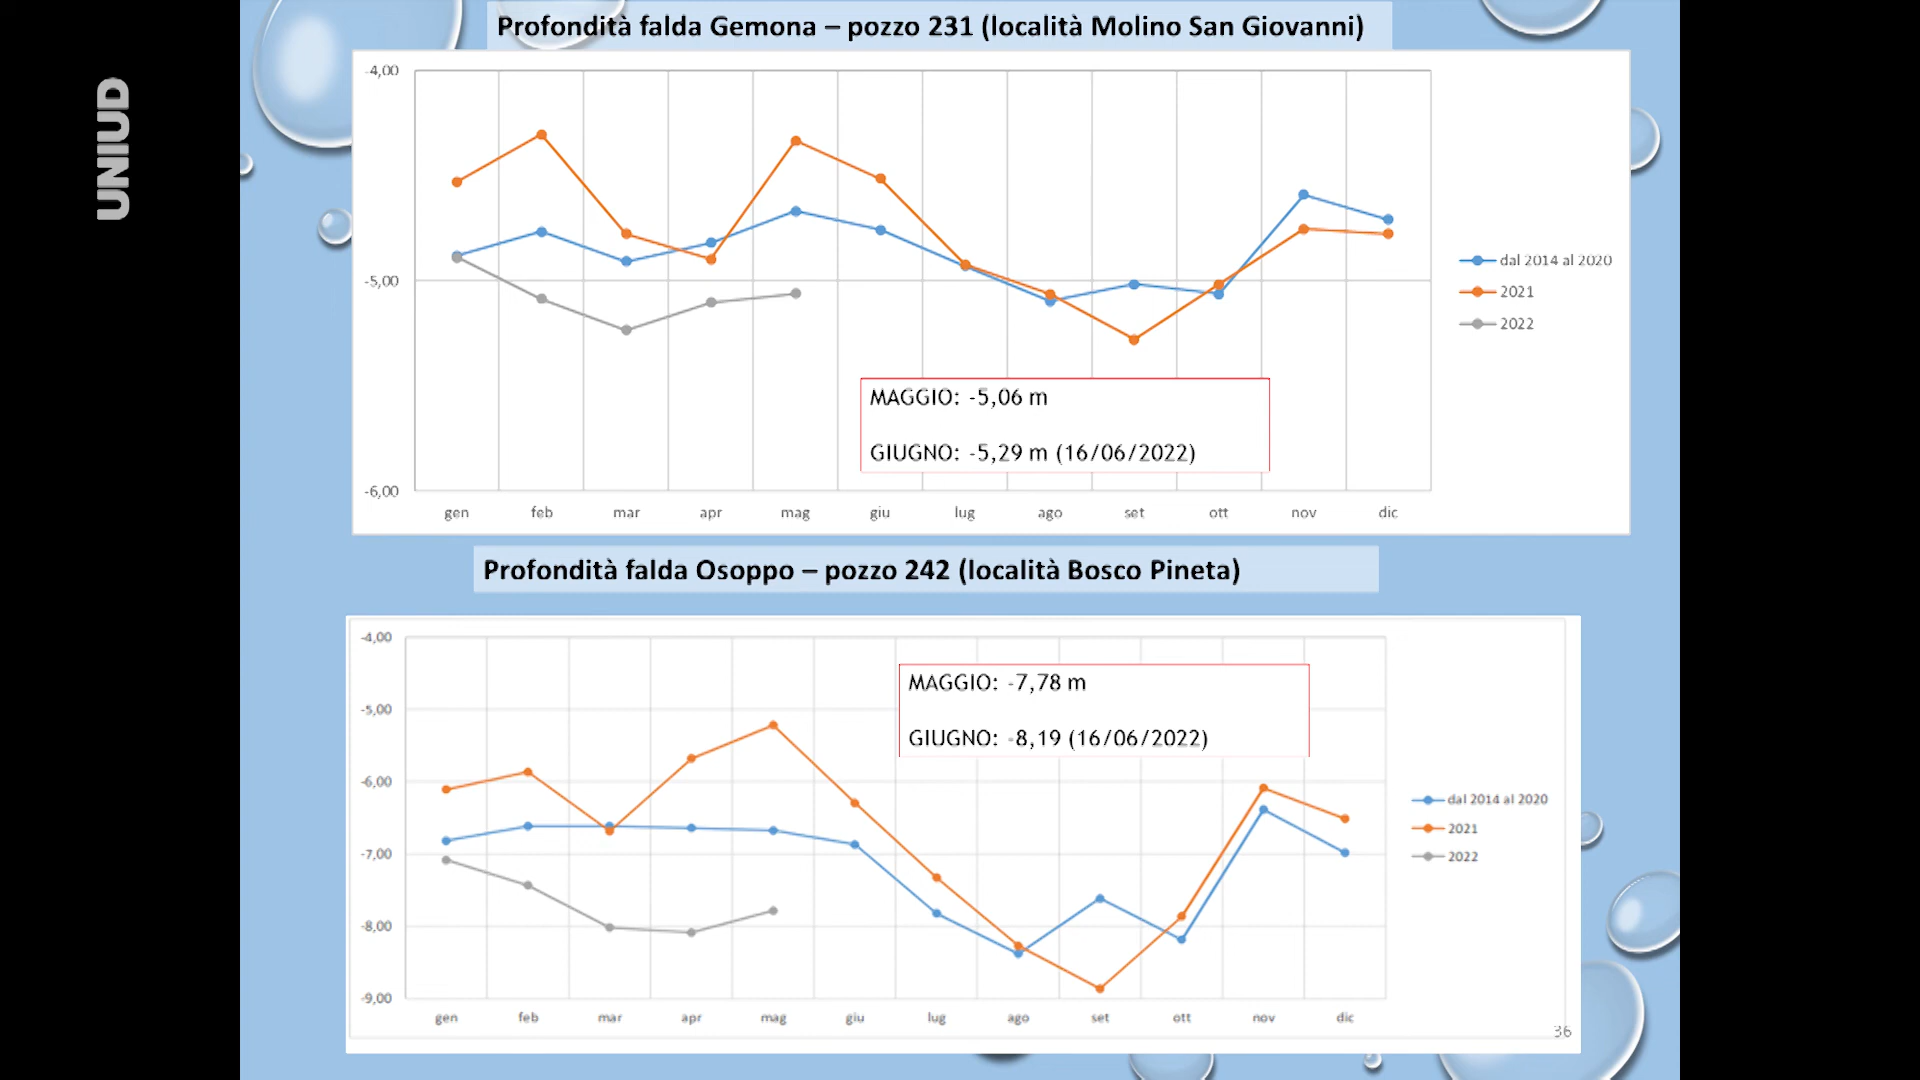 UNIUD
Profondità falda Gemona – pozzo 231 (località Molino San Giovanni)
-4,00
-5,00
-6,00
gen feb mar apr mag giu lug ago set ott nov dic
dal 2014 al 2020
2021
2022
MAGGIO: -5,06 m
GIUGNO: -5,29 m (16/06/2022)
Profondità falda Osoppo – pozzo 242 (località Bosco Pineta)
-4,00
-5,00
-6,00
-7,00
-8,00
-9,00
gen feb mar apr mag giu lug ago set ott nov dic
MAGGIO: -7,78 m
GIUGNO: -8,19 (16/06/2022)
dal 2014 al 2020
2021
2022
36